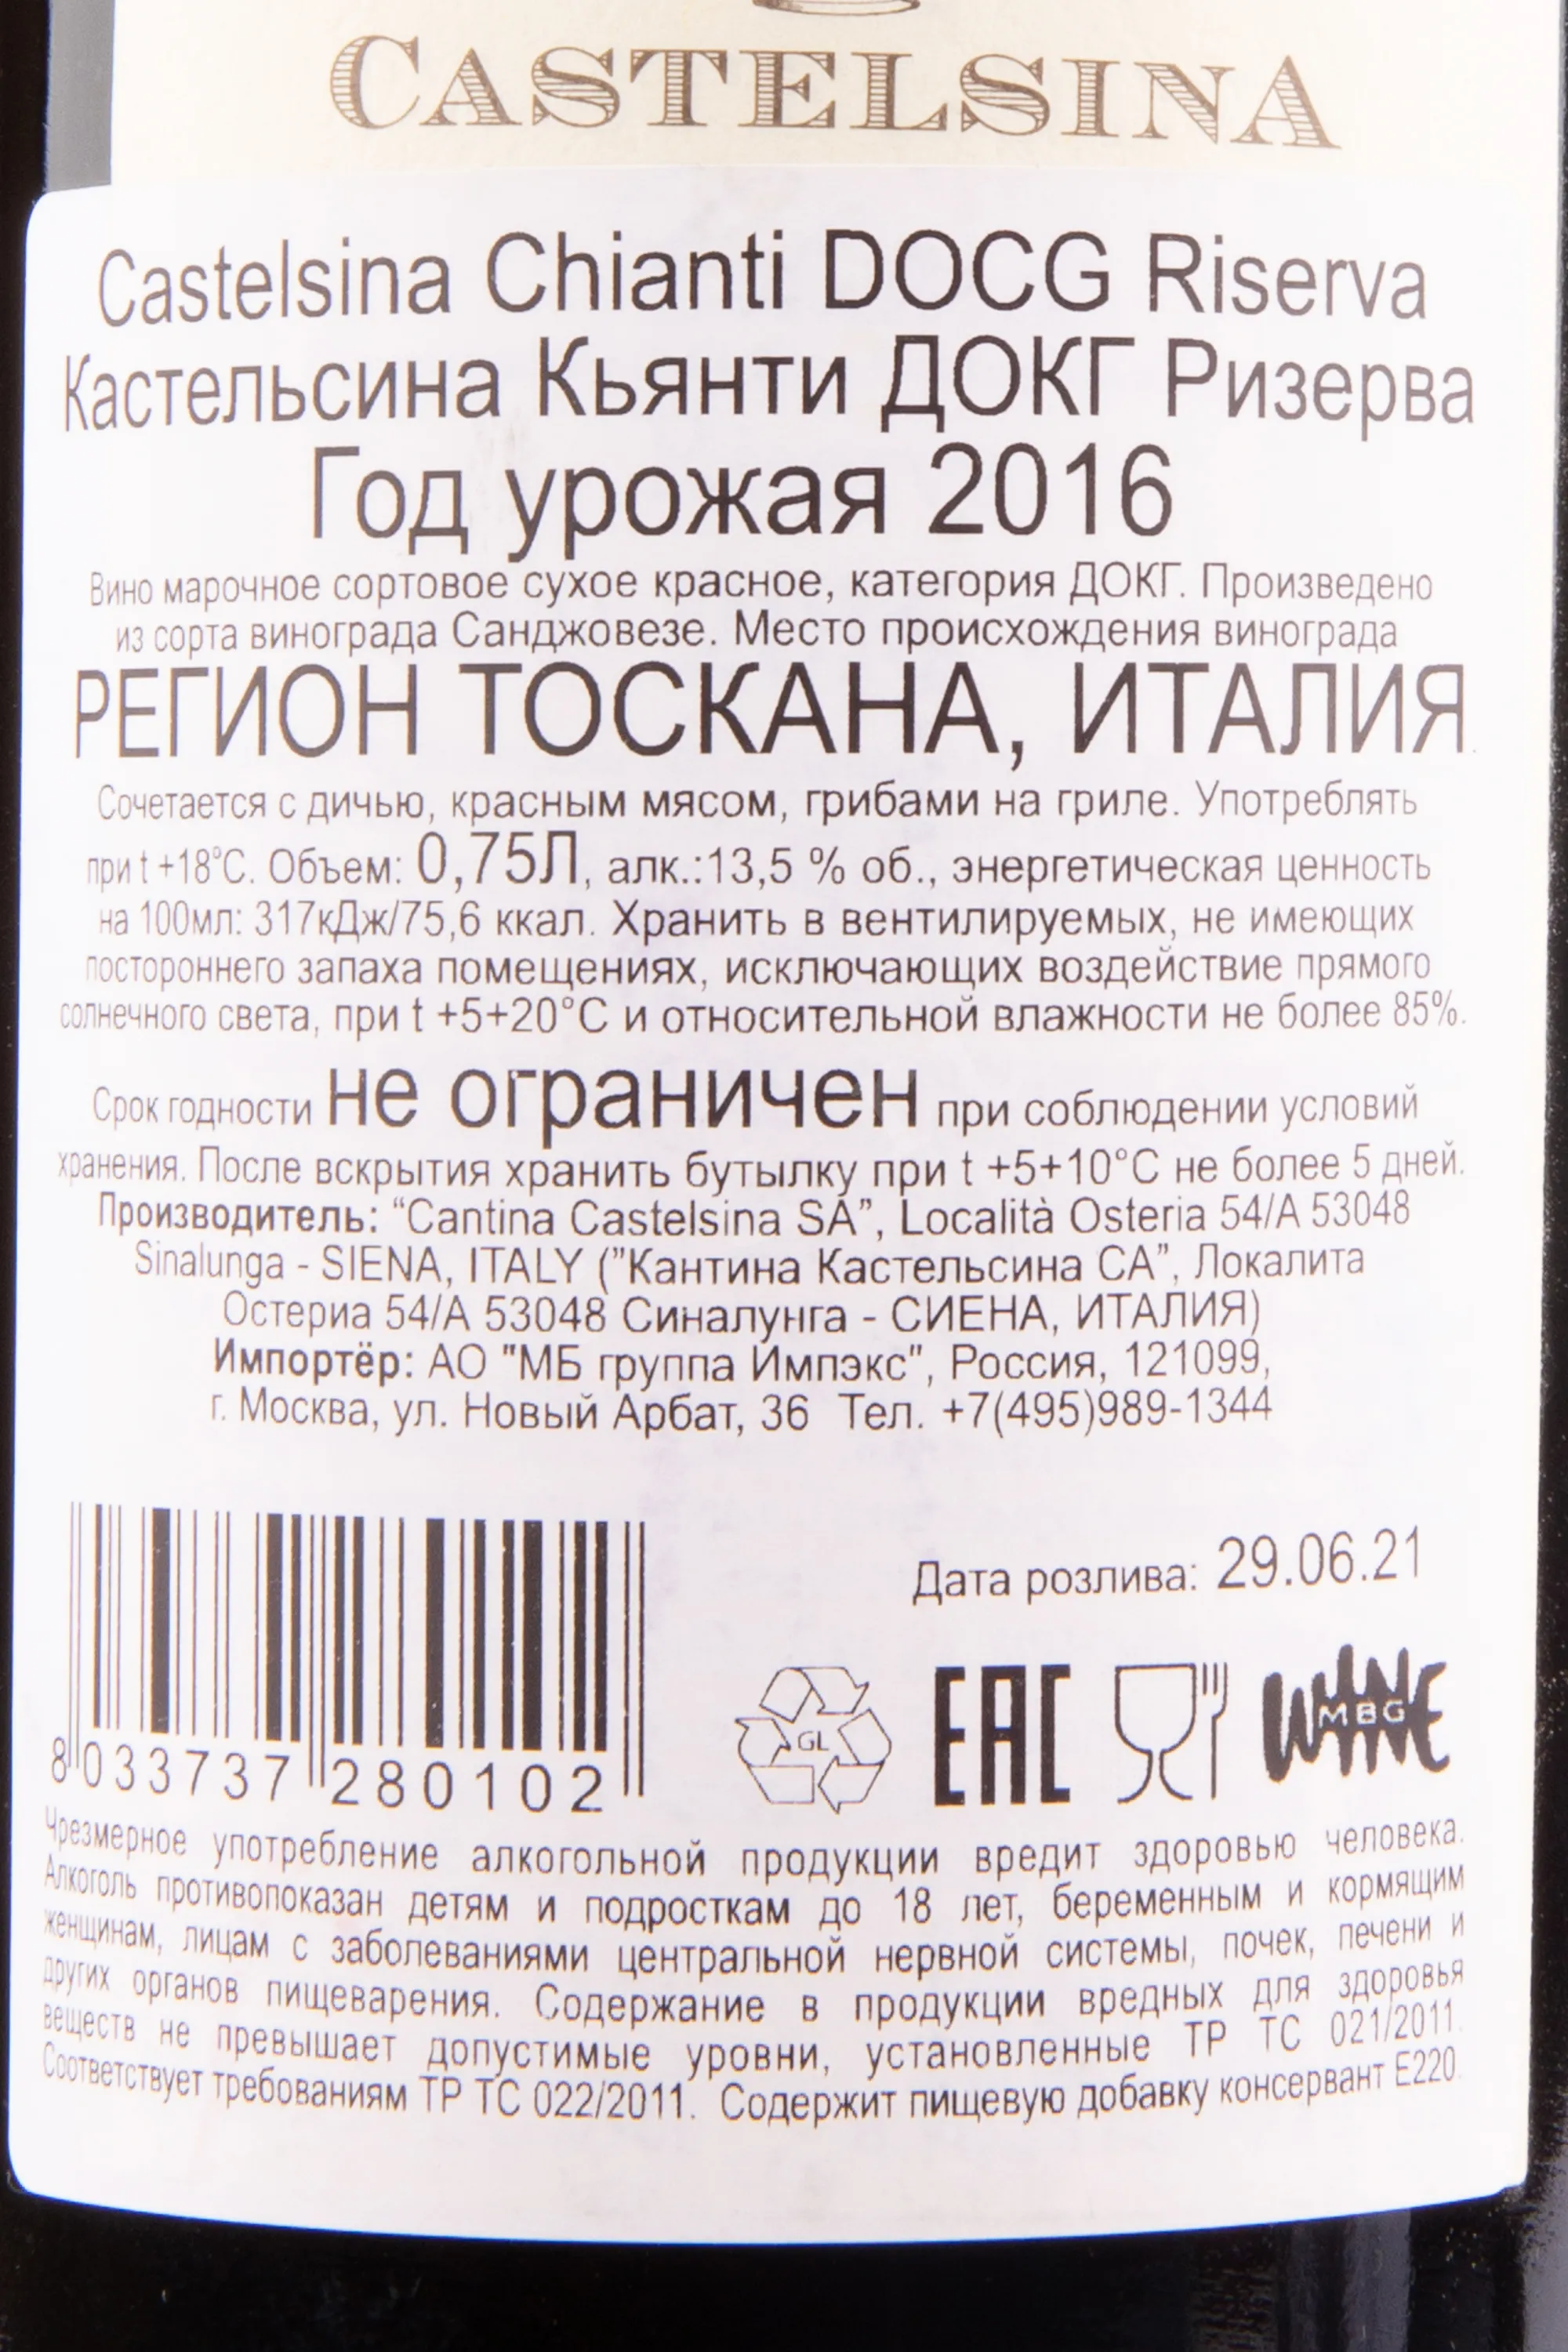 CASTELSINA
Castelsina Chianti DOCG Riserva
Кастельсина Кьянти ДОКГ Ризерва
Год урожая 2016
Вино марочное сортовое сухое красное, категория ДОКГ. Произведено
из сорта винограда Санджовезе. Место происхождения винограда
РЕГИОН ТОСКАНА, ИТАЛИЯ.
Сочетается с дичью, красным мясом, грибами на гриле. Употреблять
при t +18°C. Объем: 0,75Л, алк.:13,5 % об., энергетическая ценность
на 100мл: 317кДж/75,6 ккал. Хранить в вентилируемых, не имеющих
постороннего запаха помещениях, исключающих воздействие прямого
солнечного света, при t +5+20°C и относительной влажности не более 85%.
Срок годности не ограничен при соблюдении условий
хранения. После вскрытия хранить бутылку при t +5+10°C не более 5 дней.
Производитель: “Cantina Castelsina SA”, Località Osteria 54/A 53048
Sinalunga - SIENA, ITALY (”Кантина Кастельсина СА”, Локалита
Остериа 54/А 53048 Синалунга - СИЕНА, ИТАЛИЯ)
Импортёр: АО "МБ группа Импэкс", Россия, 121099,
г. Москва, ул. Новый Арбат, 36 Тел. +7(495)989-1344
Дата розлива: 29.06.21
GL EAC WINE MBG
8 033737 280102
Чрезмерное употребление алкогольной продукции вредит здоровью человека.
Алкоголь противопоказан детям и подросткам до 18 лет, беременным и кормящим
женщинам, лицам с заболеваниями центральной нервной системы, почек, печени и
других органов пищеварения. Содержание в продукции вредных для здоровья
веществ не превышает допустимые уровни, установленные ТР ТС 021/2011.
Соответствует требованиям ТР ТС 022/2011. Содержит пищевую добавку консервант Е220.